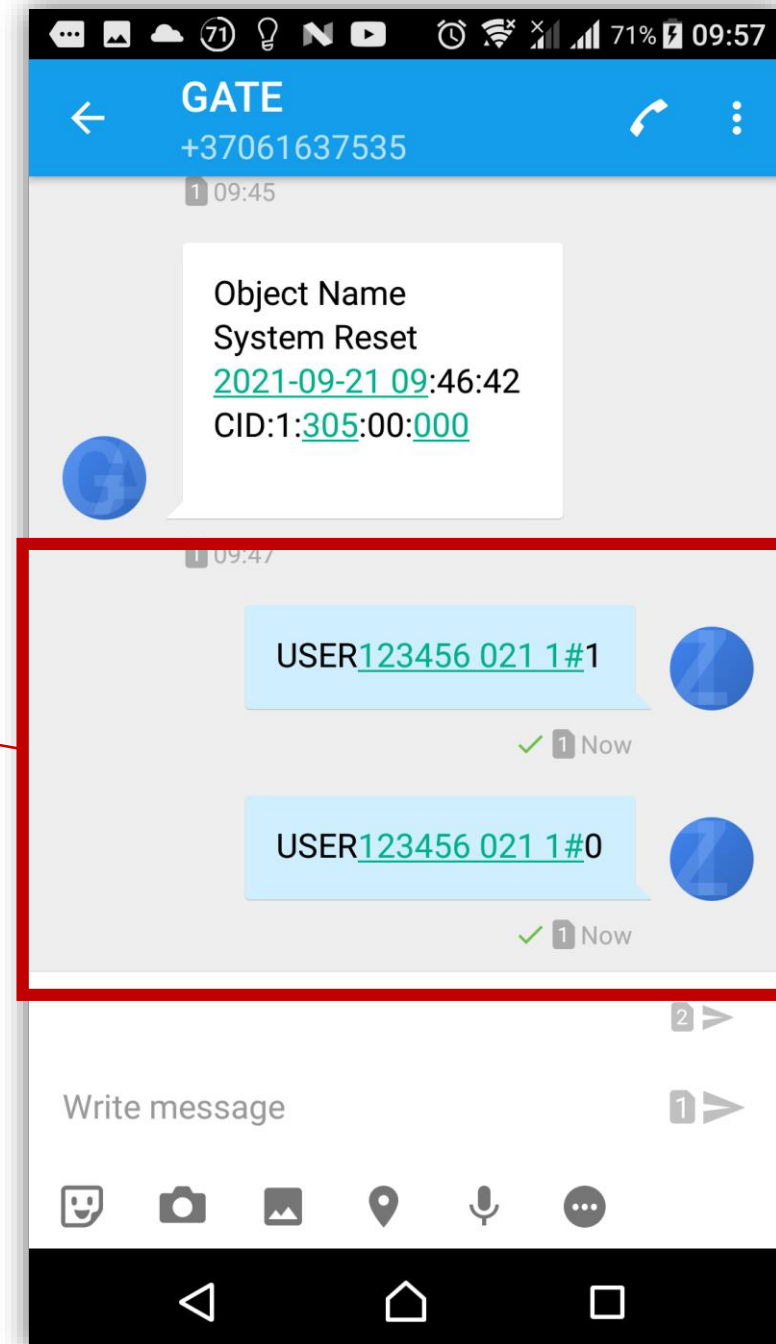 71 71% 09:57
GATE
+37061637535
1 09:45
Object Name
System Reset
2021-09-21 09:46:42
CID:1:305:00:000
GA
1 09:47
USER123456 021 1#1
Z
1 Now
USER123456 021 1#0
Z
1 Now
2
Write message
1